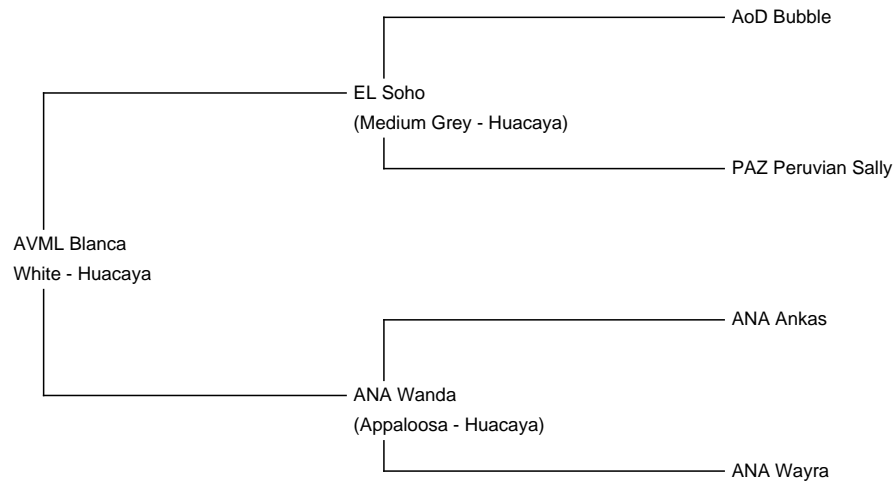 AoD Bubble
EL Soho
(Medium Grey - Huacaya)
PAZ Peruvian Sally
AVML Blanca
White - Huacaya
ANA Ankas
ANA Wanda
(Appaloosa - Huacaya)
ANA Wayra